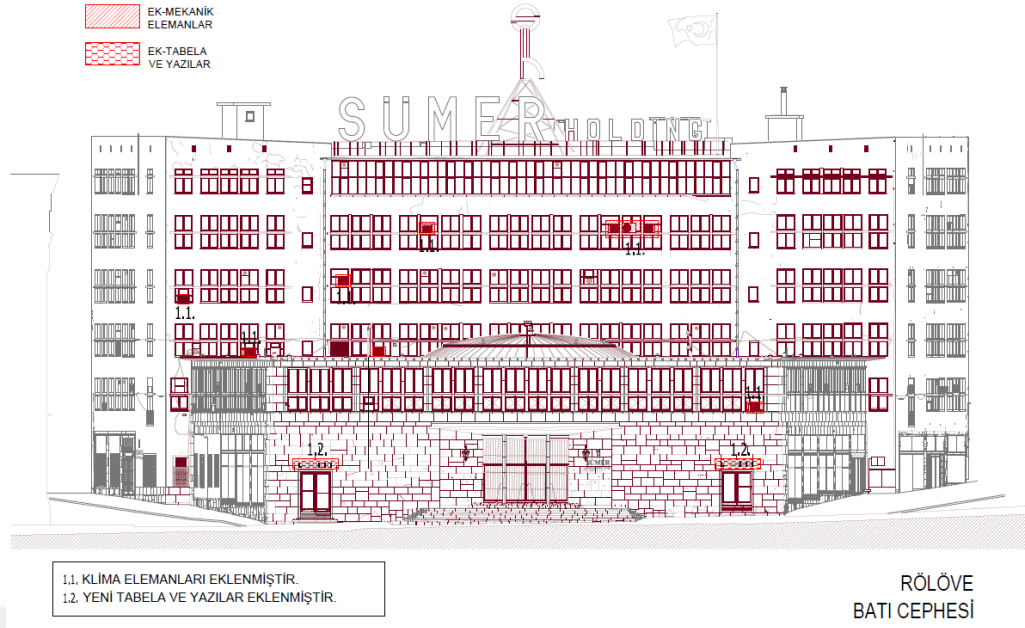 EK-MEKANİK
ELEMANLAR
EK-TABELA
VE YAZILAR
SÜMER HOLDİNG
1.1.
1.1.
1.1.
1.1.
1.1.
1.1.
1.2.
1.2.
SÜMER
1.1. KLİMA ELEMANLARI EKLENMİŞTİR.
1.2. YENİ TABELA VE YAZILAR EKLENMİŞTİR.
RÖLÖVE
BATI CEPHESİ